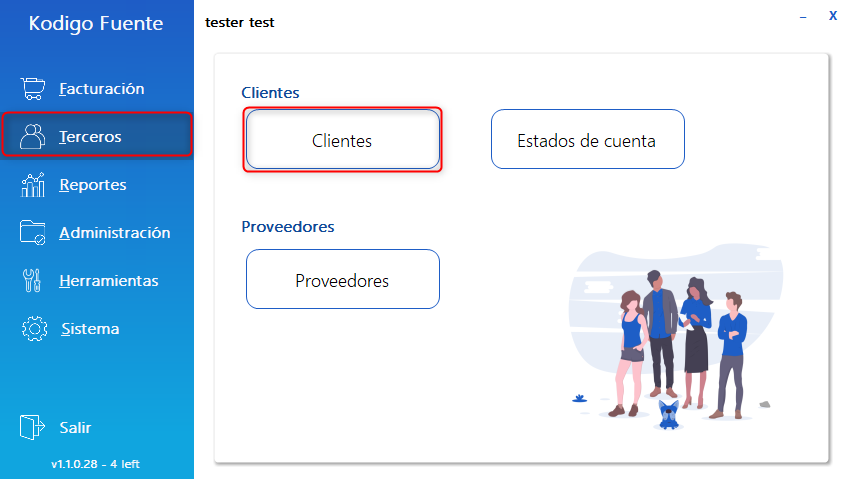 Kodigo Fuente
Facturación
Terceros
Reportes
Administración
Herramientas
Sistema
Salir
v1.1.0.28 - 4 left
tester test
– X
Clientes
Clientes
Estados de cuenta
Proveedores
Proveedores